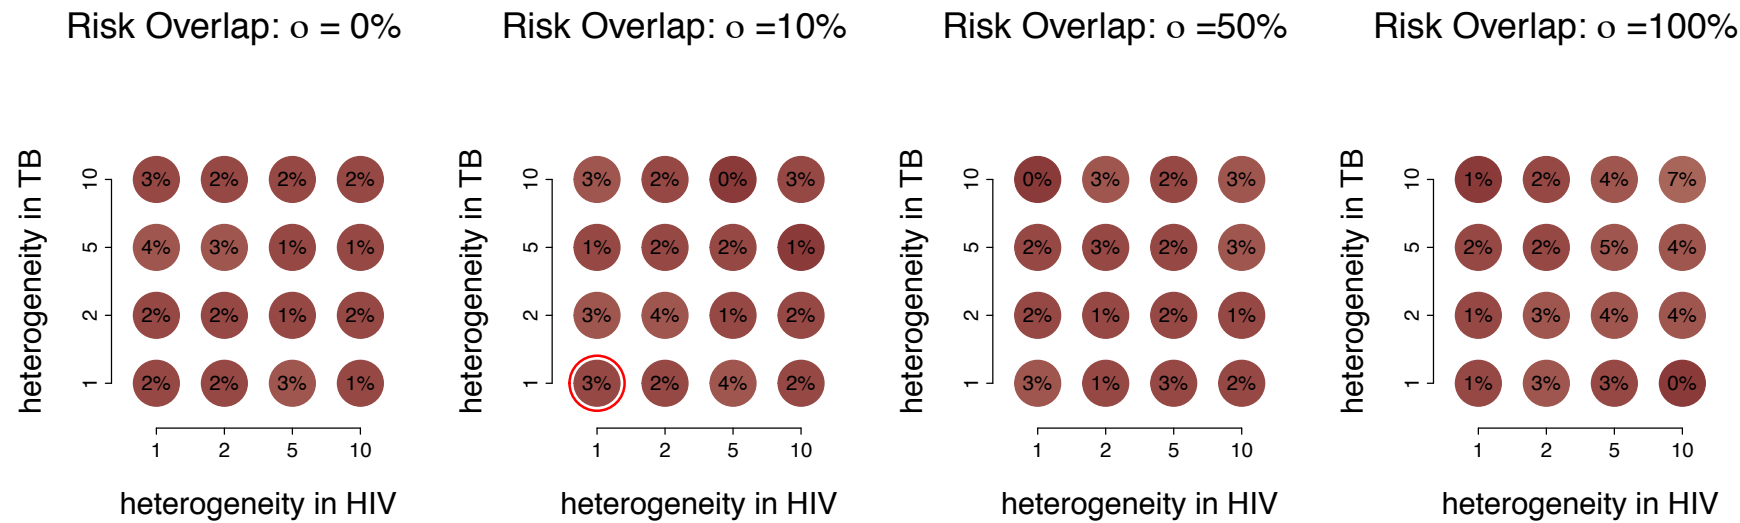 Risk Overlap: o = 0%
Risk Overlap: o =10%
Risk Overlap: o =50%
Risk Overlap: o =100%
heterogeneity in TB
10
3% 2% 2% 2%
5
4% 3% 1% 1%
2
2% 2% 1% 2%
1
2% 2% 3% 1%
1 2 5 10
heterogeneity in HIV
heterogeneity in TB
10
3% 2% 0% 3%
5
1% 2% 2% 1%
2
3% 4% 1% 2%
1
3% 2% 4% 2%
1 2 5 10
heterogeneity in HIV
heterogeneity in TB
10
0% 3% 2% 3%
5
2% 3% 2% 3%
2
2% 1% 2% 1%
1
3% 1% 3% 2%
1 2 5 10
heterogeneity in HIV
heterogeneity in TB
10
1% 2% 4% 7%
5
2% 2% 5% 4%
2
1% 3% 4% 4%
1
1% 3% 3% 0%
1 2 5 10
heterogeneity in HIV